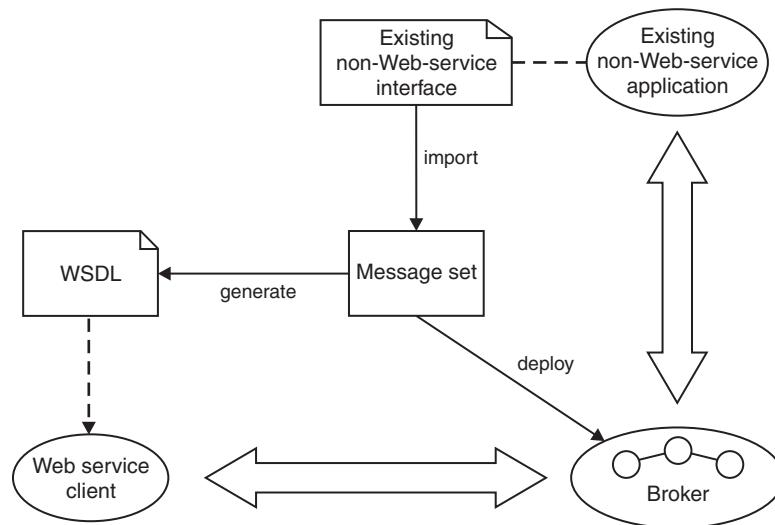 Existing
non-Web-service
interface
Existing
non-Web-service
application
import
WSDL
generate
Message set
deploy
Web service
client
Broker